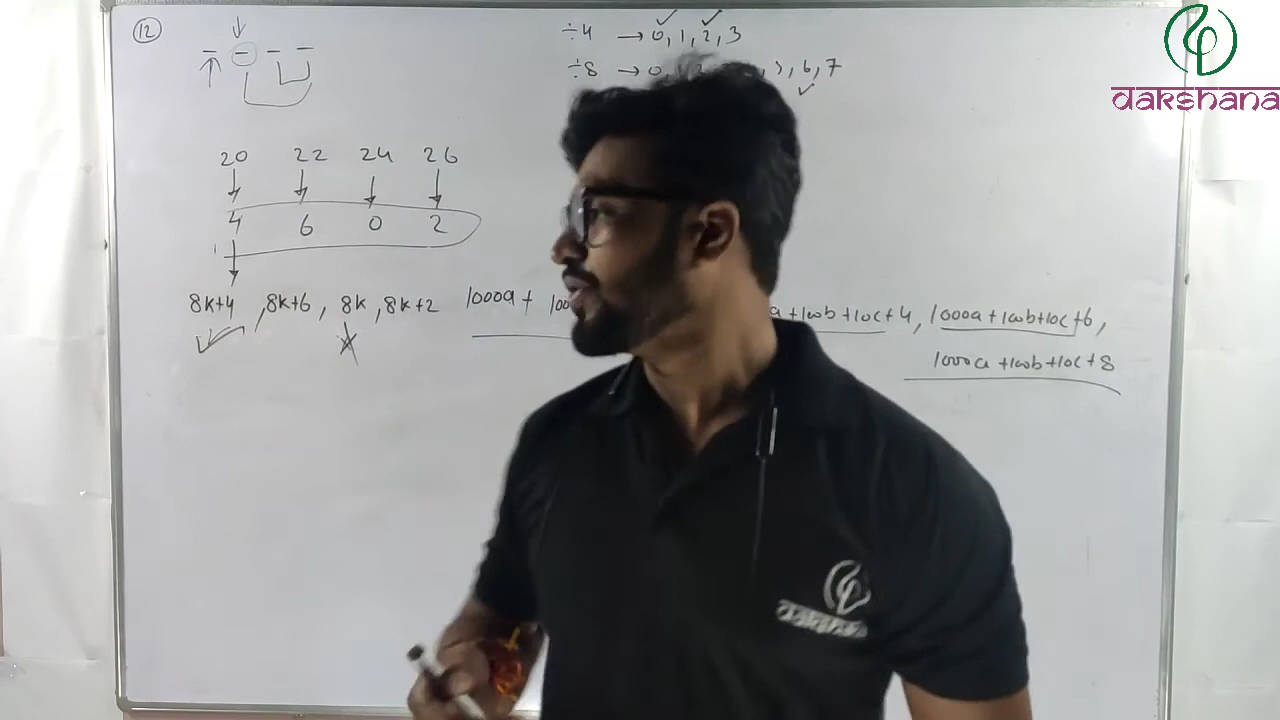 12
÷4 → 0, 1, 2, 3
÷8 → 0, 6, 7
dakshana
20 22 24 26
4 6 0 2
8k+4, 8k+6, 8k, 8k+2
1000a + 100
a+100b+10c+4, 1000a+100b+10c+6,
1000a+100b+10c+8
dakshana